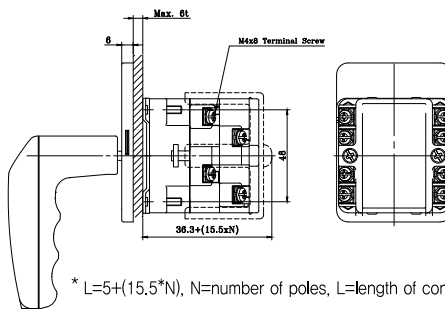 Max. 6t
6
M4x8 Terminal Screw
48
36.3+(15.5xN)
* L=5+(15.5*N), N=number of poles, L=length of con